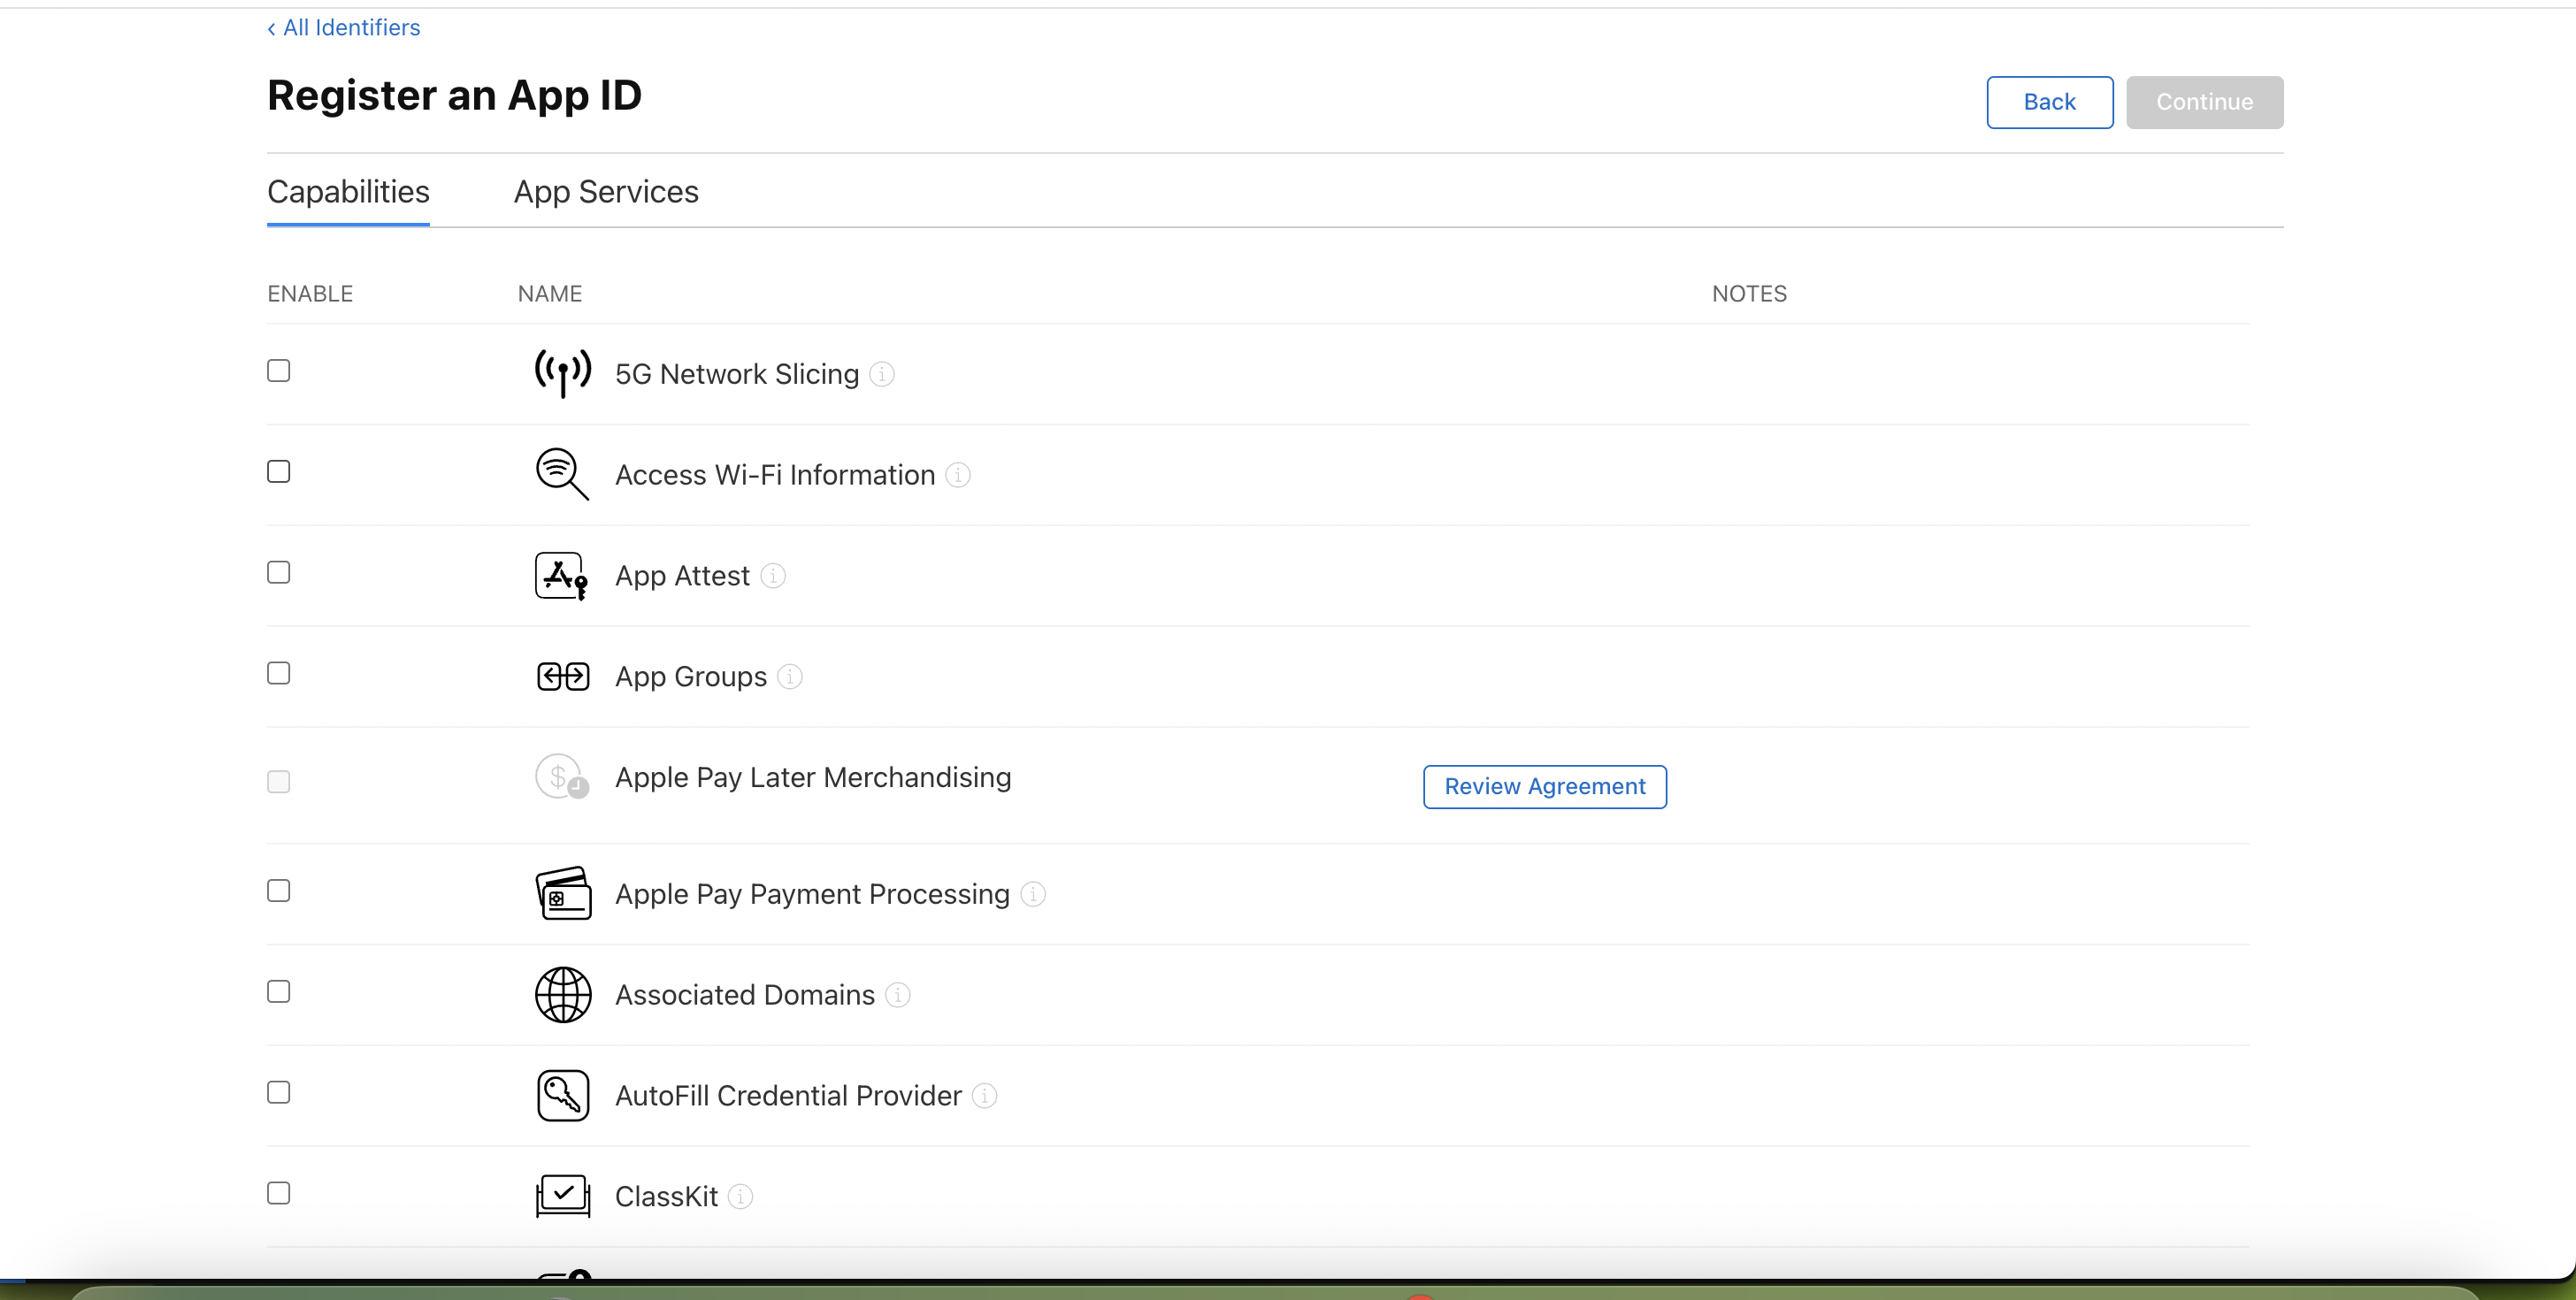 ‹ All Identifiers
Register an App ID
Back
Continue
Capabilities
App Services
ENABLE
NAME
NOTES
5G Network Slicing
Access Wi-Fi Information
App Attest
App Groups
Apple Pay Later Merchandising
Review Agreement
Apple Pay Payment Processing
Associated Domains
AutoFill Credential Provider
ClassKit